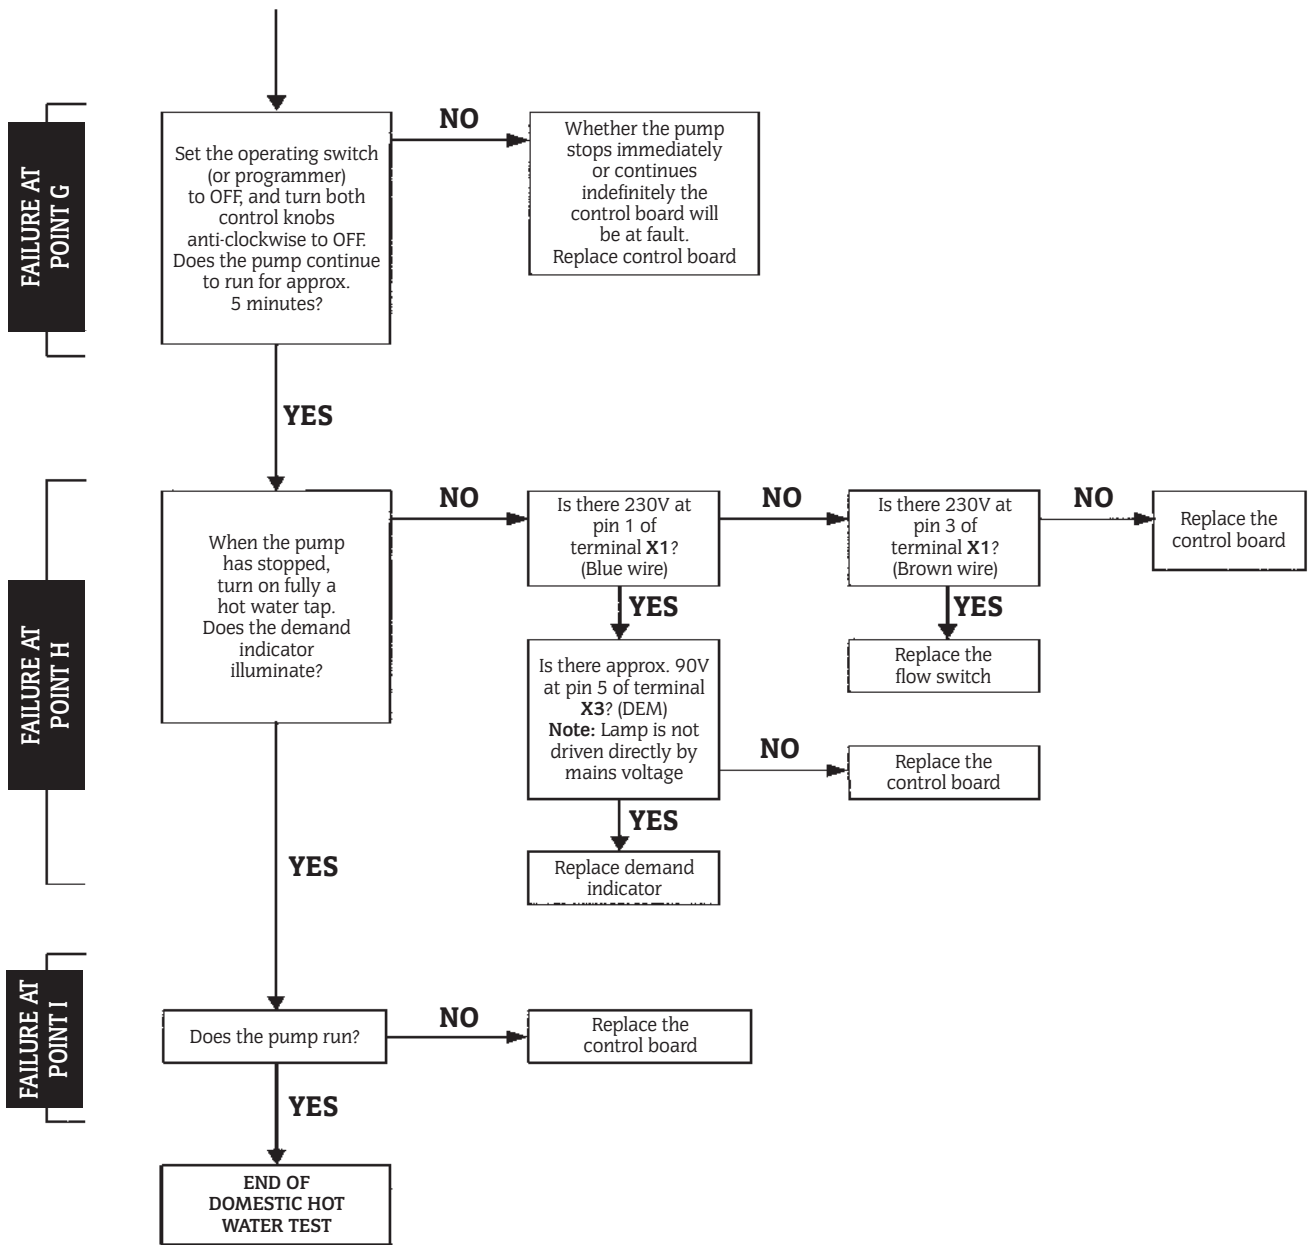 FAILURE AT
POINT G
Set the operating switch
(or programmer)
to OFF, and turn both
control knobs
anti-clockwise to OFF.
Does the pump continue
to run for approx.
5 minutes?
NO
Whether the pump
stops immediately
or continues
indefinitely the
control board will
be at fault.
Replace control board
YES
FAILURE AT
POINT H
When the pump
has stopped,
turn on fully a
hot water tap.
Does the demand
indicator
illuminate?
NO
Is there 230V at
pin 1 of
terminal X1?
(Blue wire)
NO
Is there 230V at
pin 3 of
terminal X1?
(Brown wire)
NO
Replace the
control board
YES
YES
Is there approx. 90V
at pin 5 of terminal
X3? (DEM)
Note: Lamp is not
driven directly by
mains voltage
Replace the
flow switch
NO
Replace the
control board
YES
Replace demand
indicator
YES
FAILURE AT
POINT I
Does the pump run?
NO
Replace the
control board
YES
END OF
DOMESTIC HOT
WATER TEST